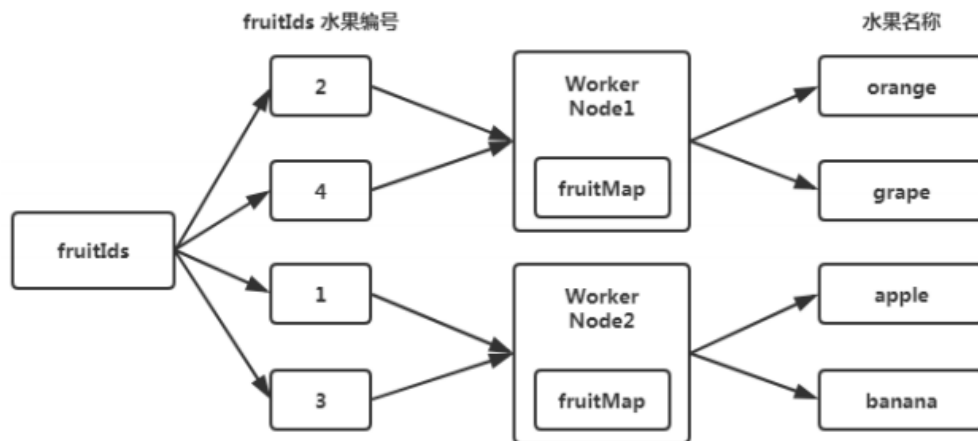 fruitIds 水果编号
水果名称
2
4
1
3
fruitIds
Worker
Node1
fruitMap
Worker
Node2
fruitMap
orange
grape
apple
banana